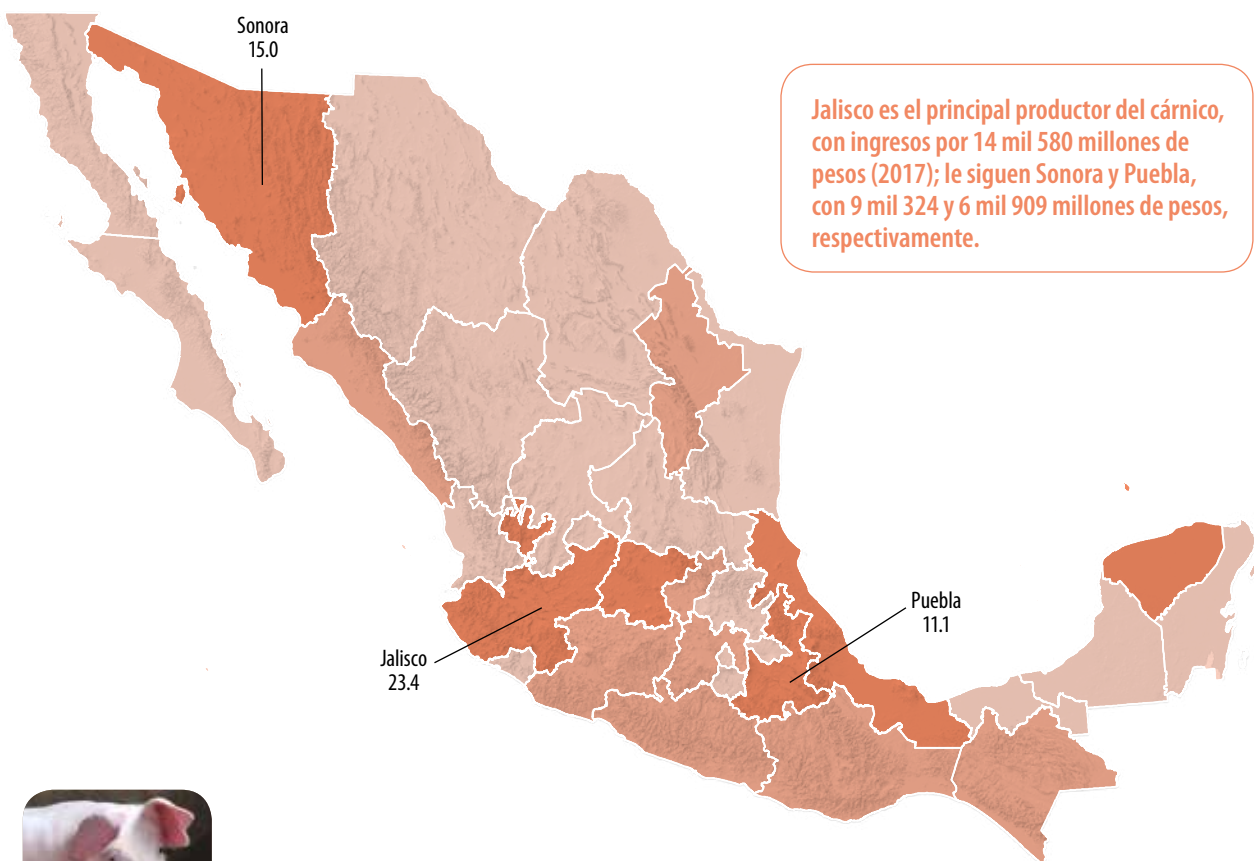 Sonora
15.0
Jalisco es el principal productor del cárnico,
con ingresos por 14 mil 580 millones de
pesos (2017); le siguen Sonora y Puebla,
con 9 mil 324 y 6 mil 909 millones de pesos,
respectivamente.
Puebla
11.1
Jalisco
23.4